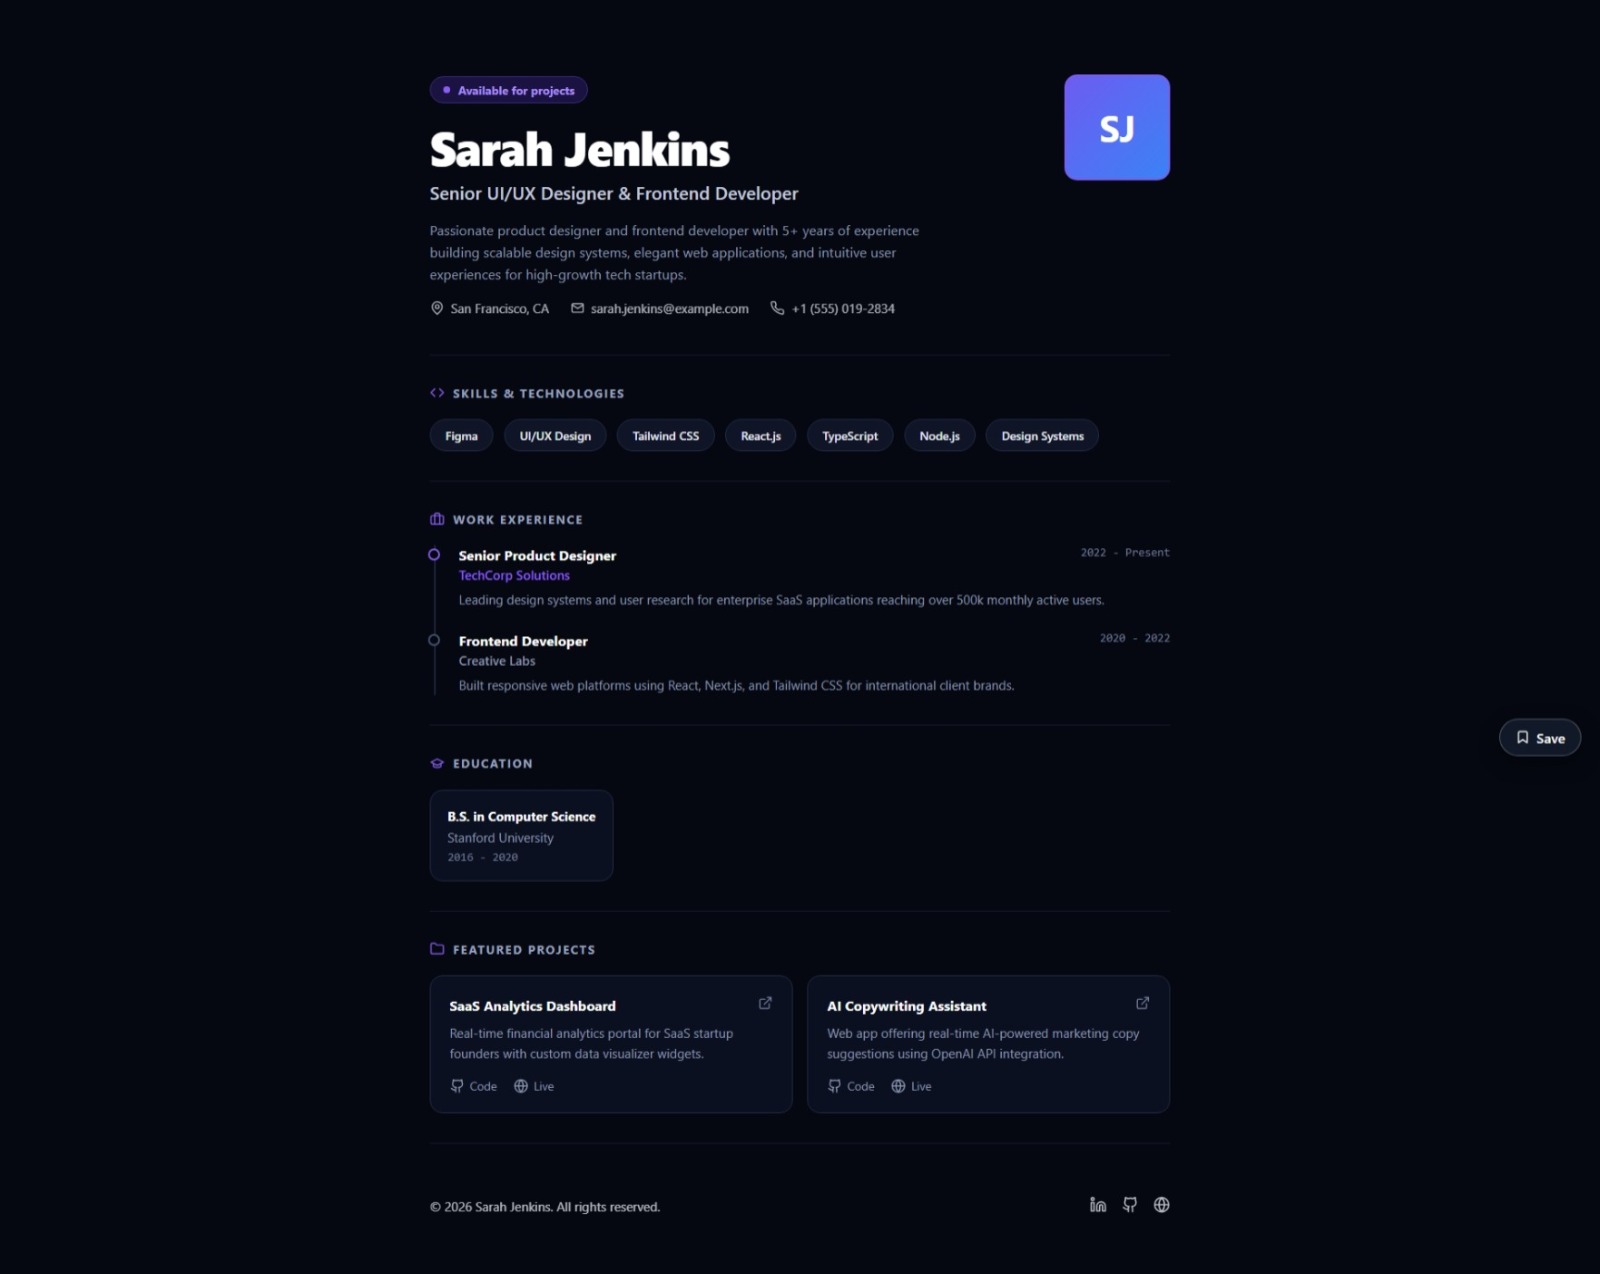 Available for projects
SJ
Sarah Jenkins
Senior UI/UX Designer & Frontend Developer
Passionate product designer and frontend developer with 5+ years of experience
building scalable design systems, elegant web applications, and intuitive user
experiences for high-growth tech startups.
San Francisco, CA sarah.jenkins@example.com +1 (555) 019-2834
SKILLS & TECHNOLOGIES
Figma UI/UX Design Tailwind CSS React.js TypeScript Node.js Design Systems
WORK EXPERIENCE
Senior Product Designer 2022 - Present
TechCorp Solutions
Leading design systems and user research for enterprise SaaS applications reaching over 500k monthly active users.
Frontend Developer 2020 - 2022
Creative Labs
Built responsive web platforms using React, Next.js, and Tailwind CSS for international client brands.
Save
EDUCATION
B.S. in Computer Science
Stanford University
2016 - 2020
FEATURED PROJECTS
SaaS Analytics Dashboard
Real-time financial analytics portal for SaaS startup
founders with custom data visualizer widgets.
Code Live
AI Copywriting Assistant
Web app offering real-time AI-powered marketing copy
suggestions using OpenAI API integration.
Code Live
© 2026 Sarah Jenkins. All rights reserved.